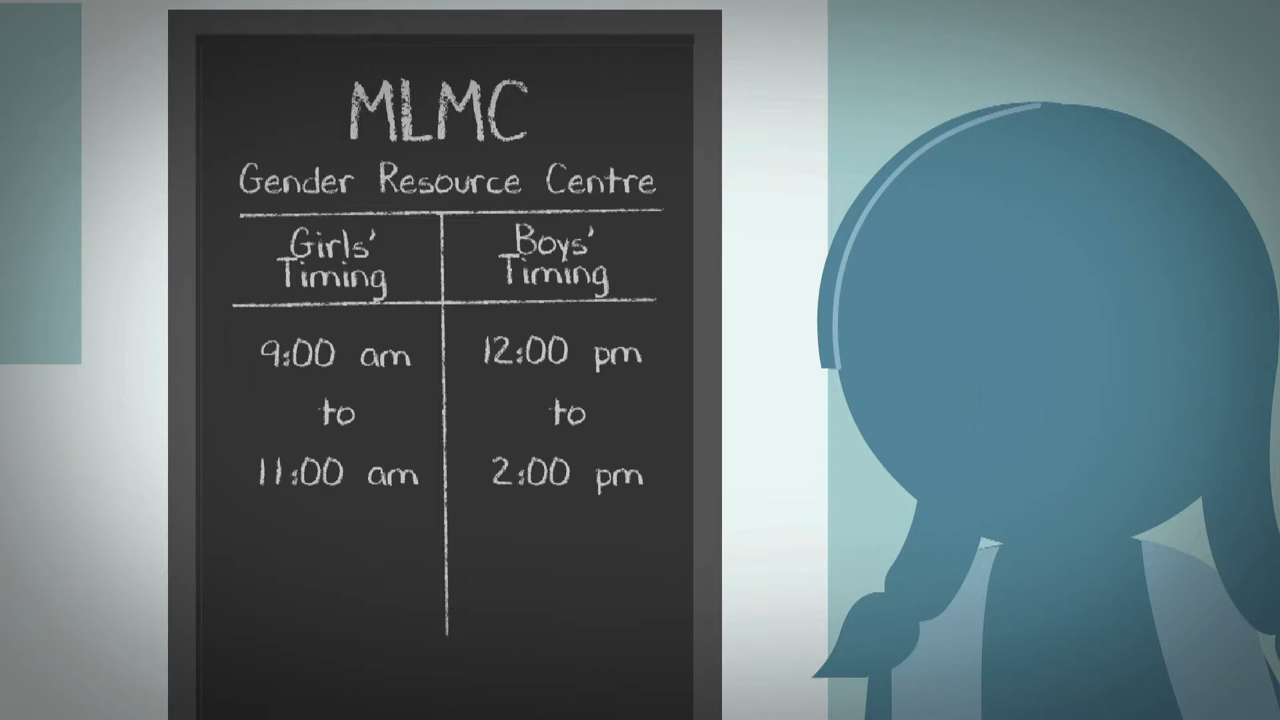 MLMC
Gender Resource Centre
Girls' Timing
Boys' Timing
9:00 am
12:00 pm
to
to
11:00 am
2:00 pm